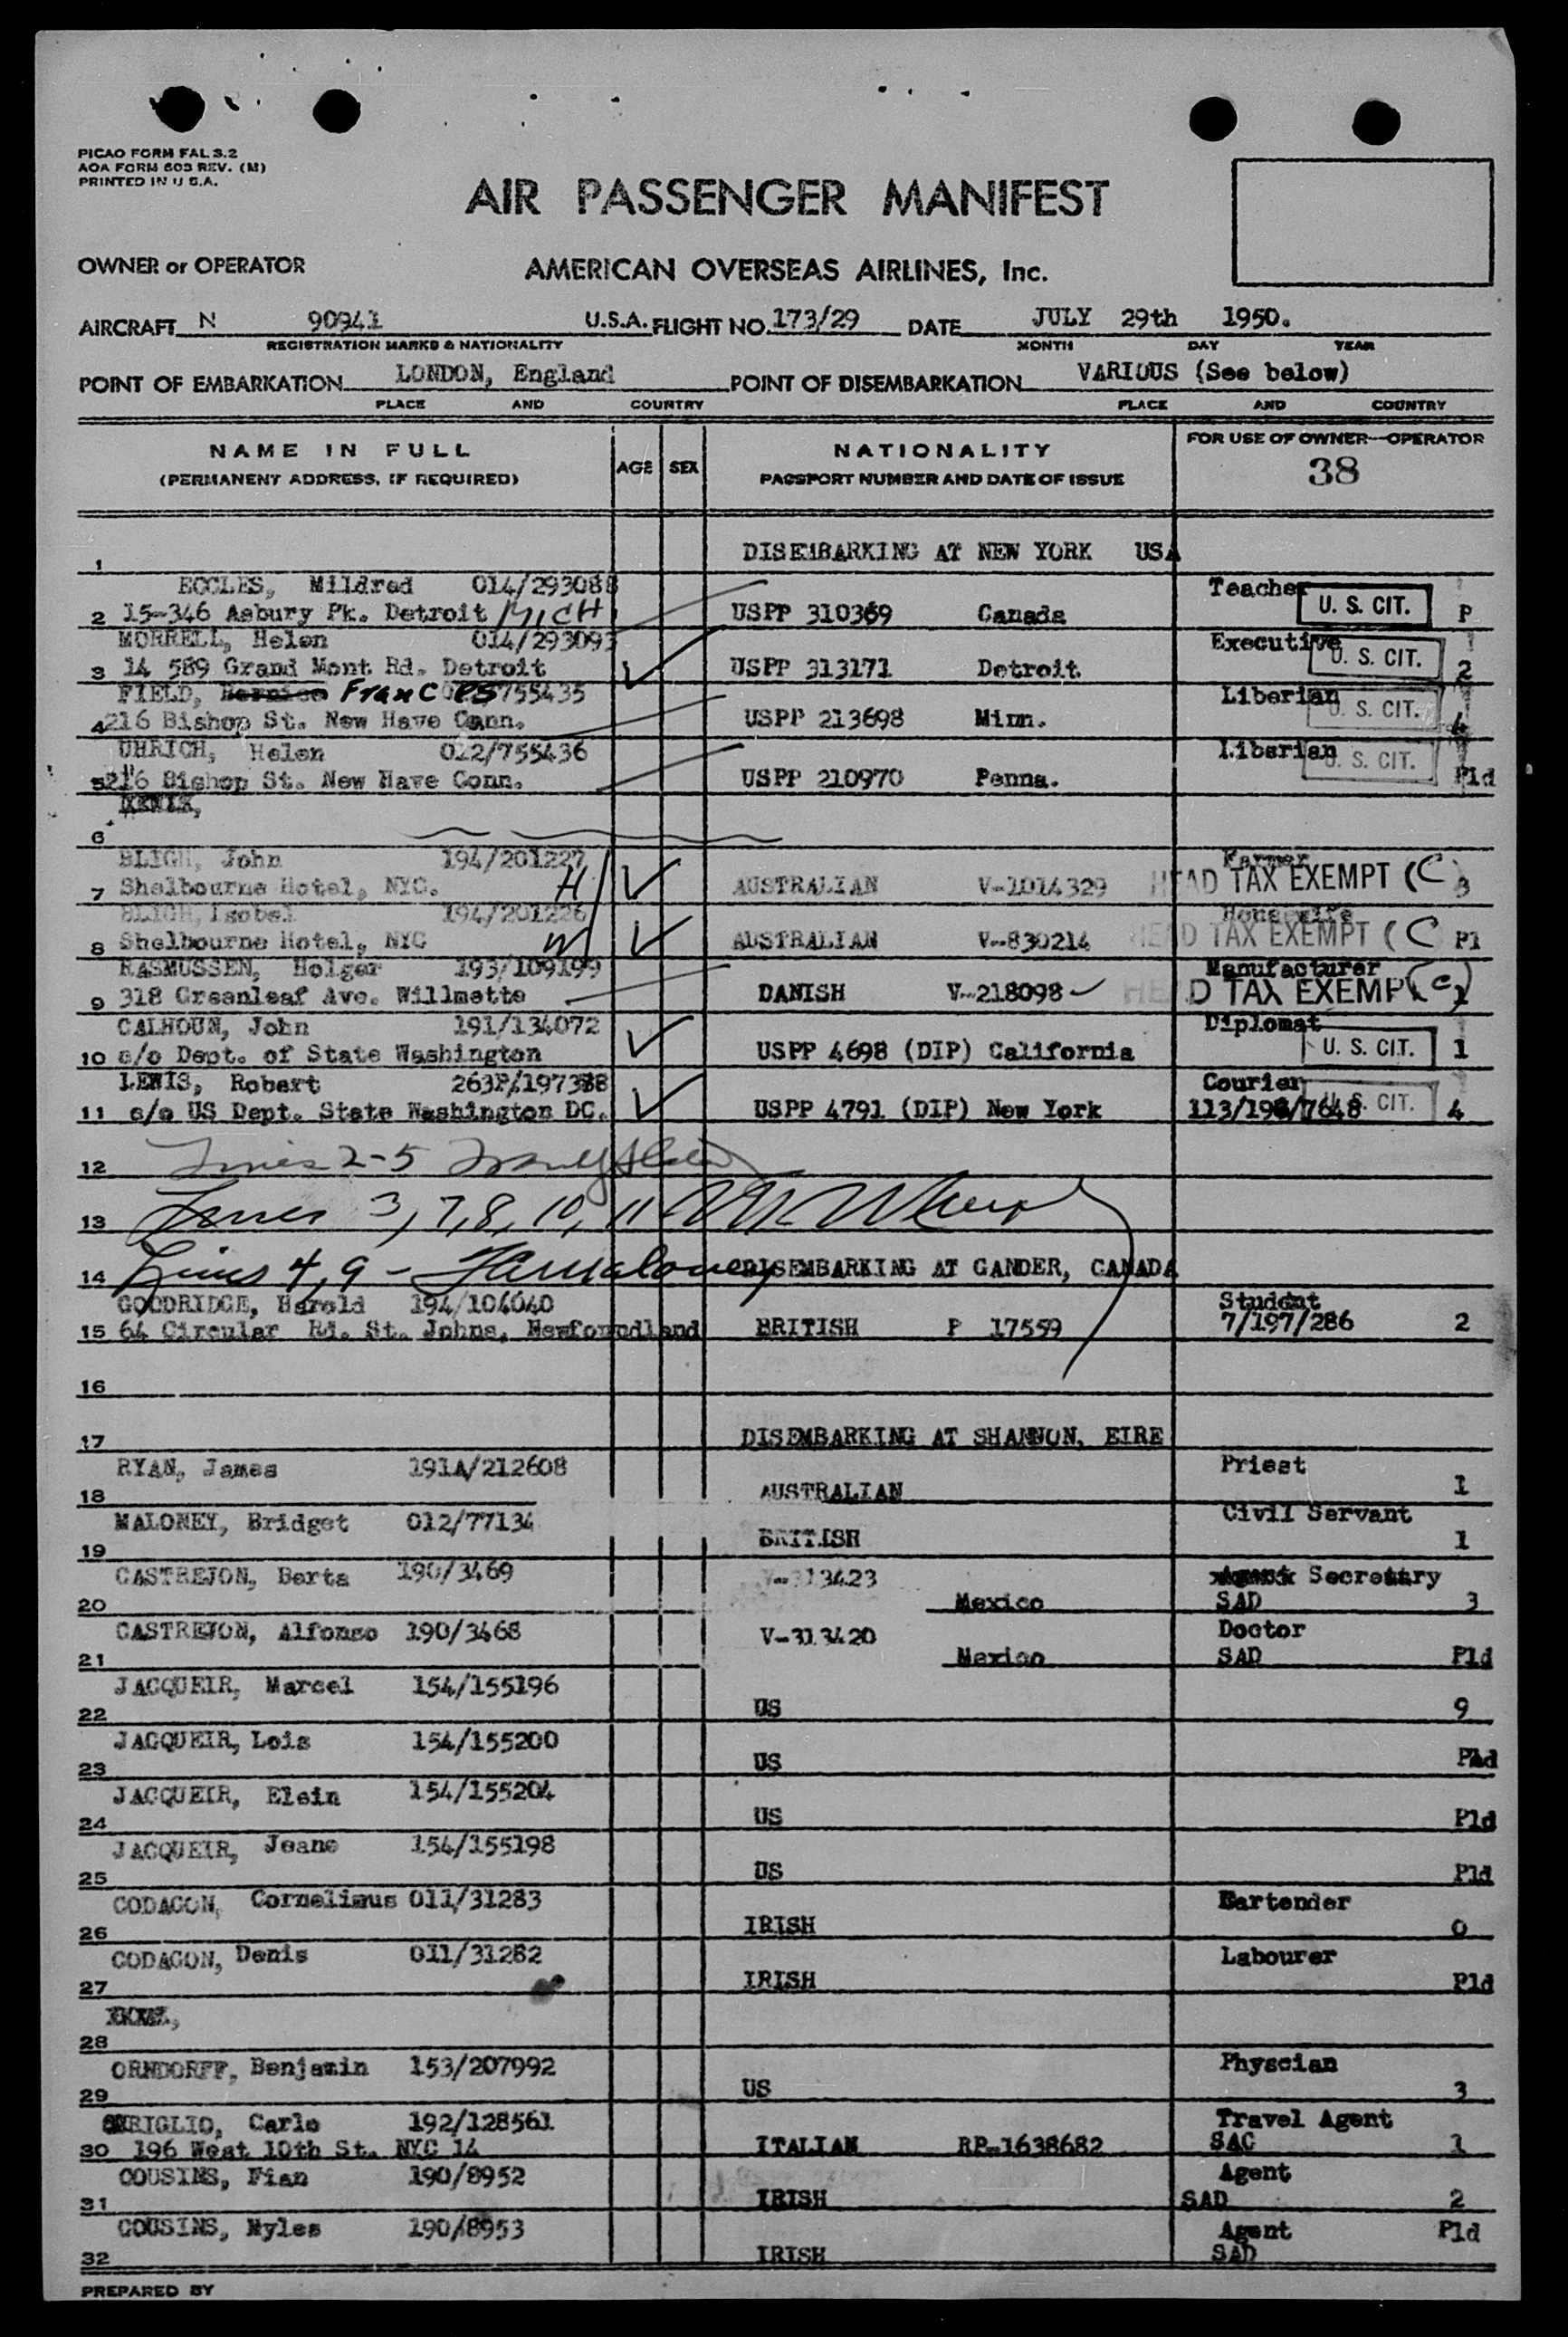 PICAO FORM FAL 3.2
AOA FORM 603 REV. (M)
PRINTED IN U S.A.
AIR PASSENGER MANIFEST
OWNER or OPERATOR AMERICAN OVERSEAS AIRLINES, Inc.
AIRCRAFT N 90941 U.S.A. FLIGHT NO. 173/29 DATE JULY 29th 1950.
REGISTRATION MARKS & NATIONALITY MONTH DAY YEAR
POINT OF EMBARKATION LONDON, England POINT OF DISEMBARKATION VARIOUS (See below)
PLACE AND COUNTRY PLACE AND COUNTRY
NAME IN FULL AGE SEX NATIONALITY FOR USE OF OWNER—OPERATOR
(PERMANENT ADDRESS, IF REQUIRED) PASSPORT NUMBER AND DATE OF ISSUE 38
1 DISEMBARKING AT NEW YORK USA
ECCLES, Mildred 014/293088 Teacher
2 15-346 Asbury Pk. Detroit MICH USPP 310369 Canada U. S. CIT. P
MORRELL, Helen 014/293093 Executive
3 14 589 Grand Mont Rd. Detroit USPP 313171 Detroit U. S. CIT. 2
FIELD, Frances 755435 Liberian
4 216 Bishop St. New Have Conn. USPP 213698 Minn. U. S. CIT. 4
UHRICH, Helen 012/755436 Liberian
5 216 Bishop St. New Have Conn. USPP 210970 Penna. U. S. CIT. Pld
6
BLIGH, John 194/201227 Farmer
7 Shelbourne Hotel, NYC. H AUSTRALIAN V-1014329 HEAD TAX EXEMPT (C) 3
BLIGH, Isobel 194/201226 Housewife
8 Shelbourne Hotel, NYC W AUSTRALIAN V-830214 HEAD TAX EXEMPT (C Pl
RASMUSSEN, Holger 193/109199 Manufacturer
9 318 Greenleaf Ave. Willmette DANISH V-218098 HEAD TAX EXEMP (C)
CALHOUN, John 191/134072 Diplomat
10 c/o Dept. of State Washington USPP 4698 (DIP) California U. S. CIT. 1
LEWIS, Robert 263P/197388 Courier
11 c/o US Dept. State Washington DC. USPP 4791 (DIP) New York 113/194/7648 U. S. CIT. 4
12 Lines 2-5
13 Lines 3, 7, 8, 10, 11
14 Lines 4, 9 - DISEMBARKING AT GANDER, CANADA
GOODRIDGE, Harold 194/104040 Student
15 64 Circular Rd. St. Johns, Newfoundland BRITISH P 17559 7/197/286 2
16
17 DISEMBARKING AT SHANNON, EIRE
RYAN, James 191A/212608 Priest
18 AUSTRALIAN 1
MALONEY, Bridget 012/77134 Civil Servant
19 BRITISH 1
CASTREJON, Berta 190/3469 V-313423 Secretary
20 Mexico SAD 3
CASTREJON, Alfonso 190/3468 V-313420 Doctor
21 Mexico SAD Pld
JACQUEIR, Marcel 154/155196
22 US 9
JACQUEIR, Lois 154/155200
23 US Pld
JACQUEIR, Elein 154/155204
24 US Pld
JACQUEIR, Jeane 154/155198
25 US Pld
CODAGON, Cornelimus 011/31283 Bartender
26 IRISH 0
CODAGON, Denis 011/31282 Labourer
27 IRISH Pld
28
ORNDORFF, Benjamin 153/207992 Physcian
29 US 3
Carlo 192/128561 Travel Agent
30 196 West 10th St. NYC 14 ITALIAN RP-1638682 SAC 1
COUSINS, Fian 190/8952 Agent
31 IRISH SAD 2
COUSINS, Myles 190/8953 Agent Pld
32 IRISH SAD
PREPARED BY